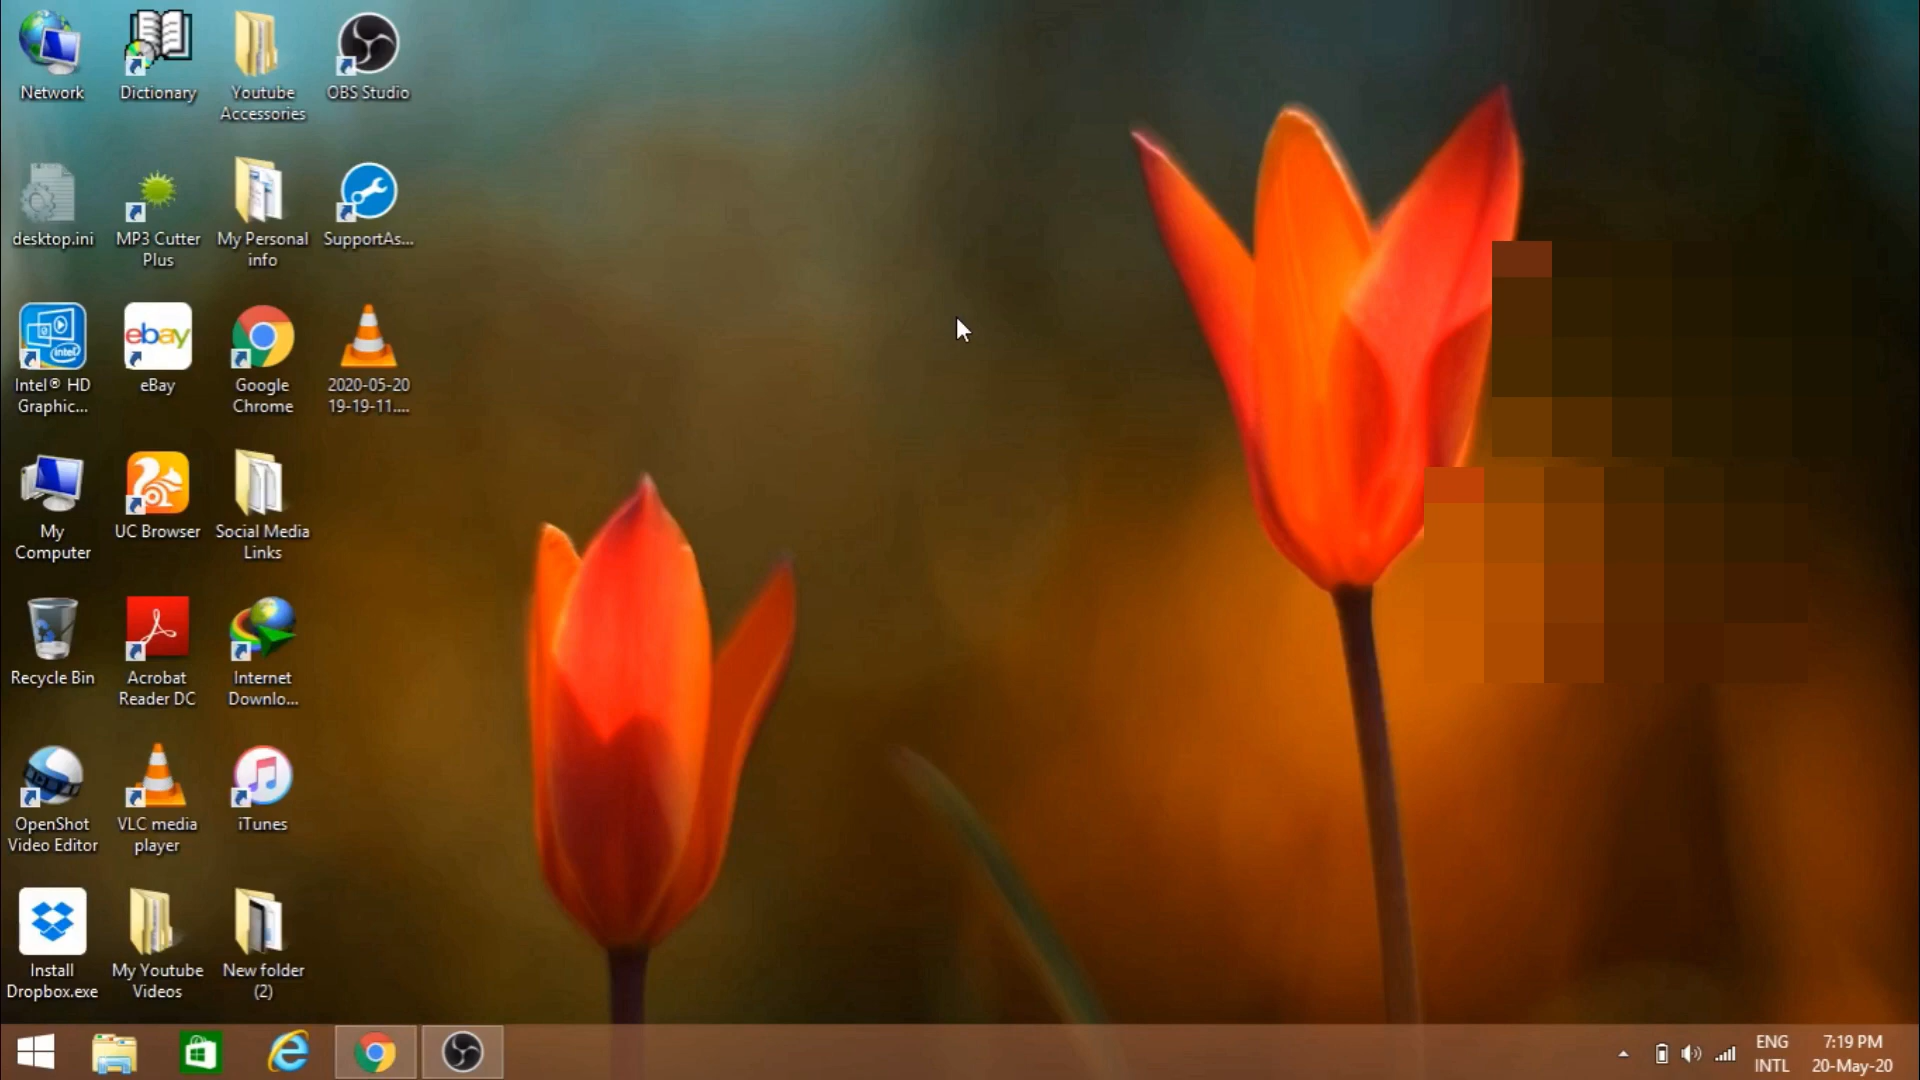 Network
Dictionary
Youtube
Accessories
OBS Studio
desktop.ini
MP3 Cutter
Plus
My Personal
info
SupportAs...
intel
Intel® HD
Graphic...
ebay
eBay
Google
Chrome
2020-05-20
19-19-11....
My
Computer
UC Browser
Social Media
Links
Recycle Bin
Acrobat
Reader DC
Internet
Downlo...
OpenShot
Video Editor
VLC media
player
iTunes
Install
Dropbox.exe
My Youtube
Videos
New folder
(2)
ENG
INTL
7:19 PM
20-May-20